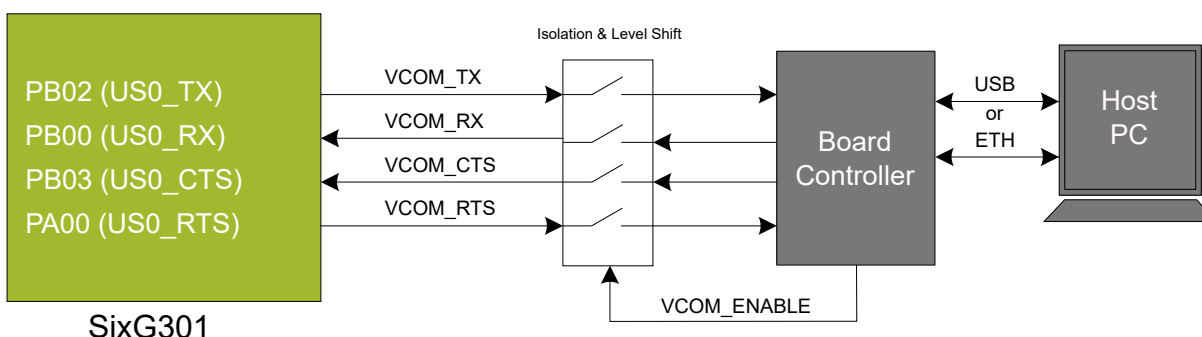 Isolation & Level Shift
PB02 (US0_TX)
PB00 (US0_RX)
PB03 (US0_CTS)
PA00 (US0_RTS)
SixG301
VCOM_TX
VCOM_RX
VCOM_CTS
VCOM_RTS
VCOM_ENABLE
Board
Controller
USB
or
ETH
Host
PC